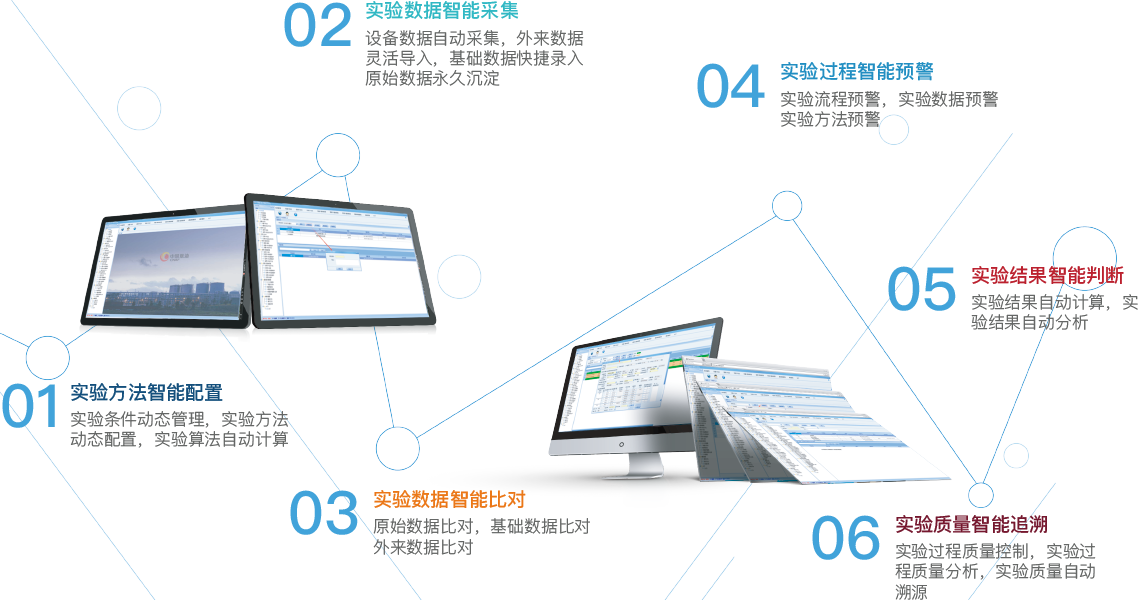 01
实验方法智能配置
实验条件动态管理，实验方法
动态配置，实验算法自动计算
02
实验数据智能采集
设备数据自动采集，外来数据
灵活导入，基础数据快捷录入
原始数据永久沉淀
03
实验数据智能比对
原始数据比对，基础数据比对
外来数据比对
04
实验过程智能预警
实验流程预警，实验数据预警
实验方法预警
05
实验结果智能判断
实验结果自动计算，实
验结果自动分析
06
实验质量智能追溯
实验过程质量控制，实验过
程质量分析，实验质量自动
溯源